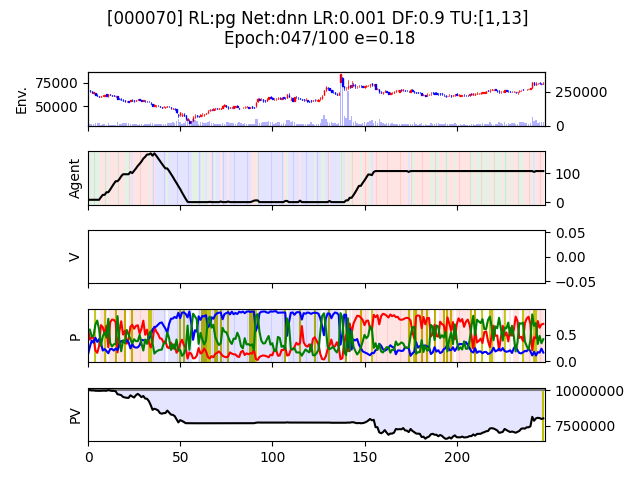 [000070] RL:pg Net:dnn LR:0.001 DF:0.9 TU:[1,13]
Epoch:047/100 e=0.18
Env.
75000
50000
250000
0
Agent
100
0
V
0.05
0.00
−0.05
P
0.5
0.0
PV
10000000
7500000
0
50
100
150
200